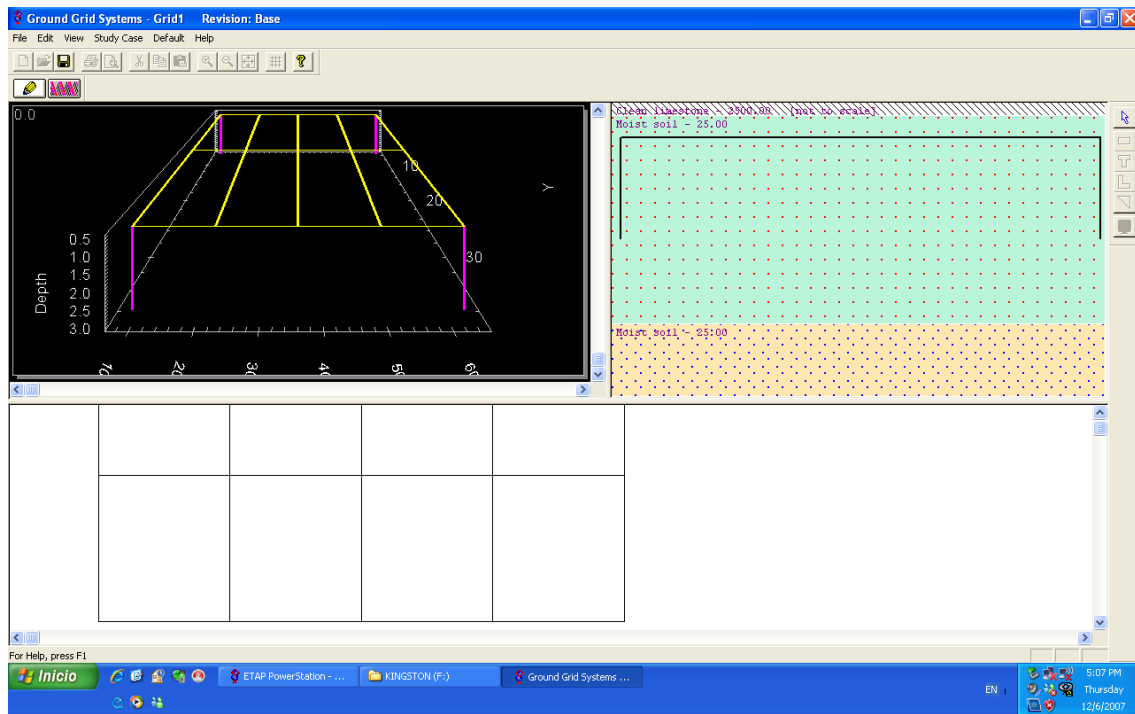 Ground Grid Systems - Grid1 Revision: Base
File Edit View Study Case Default Help
0.0
10
20
30
Y
0.5
1.0
1.5
2.0
2.5
3.0
Depth
10
20
30
40
50
60
Clean limestone - 2500.00 [not to scale]
Moist soil - 25.00
Moist soil - 25.00
For Help, press F1
Inicio
ETAP PowerStation - ...
KINGSTON (F:)
Ground Grid Systems ...
EN
5:07 PM
Thursday
12/6/2007